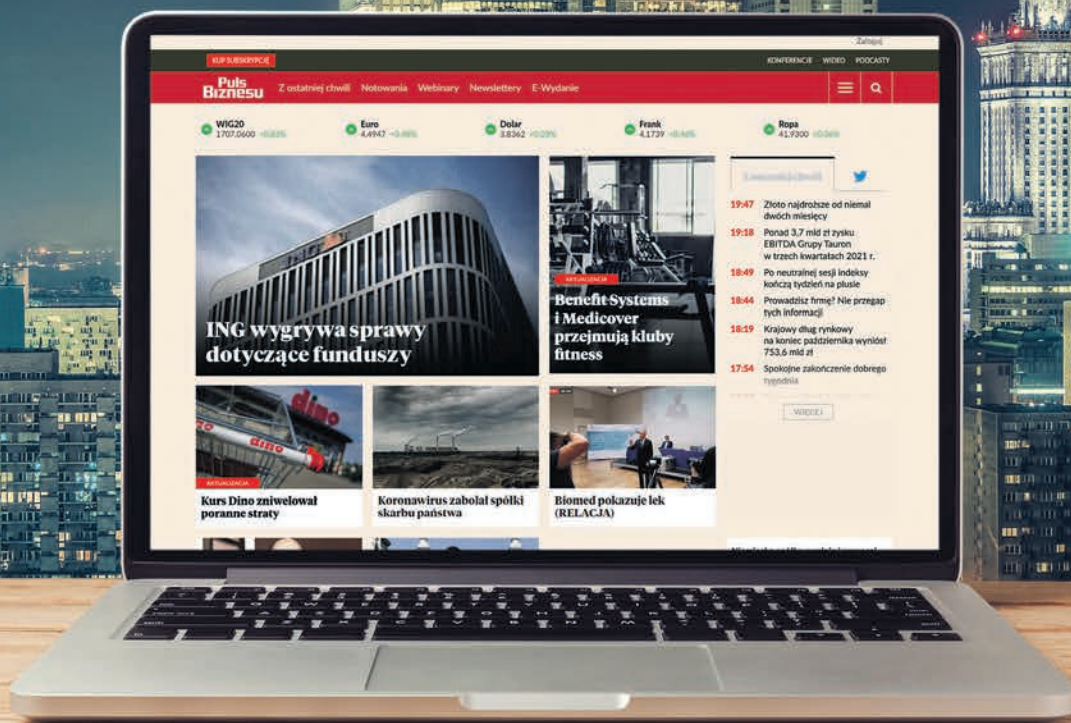 Zaloguj
KUP SUBSKRYPCJĘ
KONFERENCJE WIDEO PODCASTY
Puls
Biznesu
Z ostatniej chwili Notowania Webinary Newslettery E-Wydanie
WIG20
1707.0600 +0.83%
Euro
4.4947
Dolar
3.8362 +0.29%
Frank
4.1739
Ropa
41.9300
ING wygrywa sprawy
dotyczące funduszy
AKTUALIZACJA
Benefit Systems
i Medicover
przejmują kluby
fitness
19:47 Złoto najdroższe od niemal
dwóch miesięcy
19:18 Ponad 3,7 mld zł zysku
EBITDA Grupy Tauron
w trzech kwartałach 2021 r.
18:49 Po neutralnej sesji indeksy
kończą tydzień na plusie
18:44 Prowadzisz firmę? Nie przegap
tych informacji
18:19 Krajowy dług rynkowy
na koniec października wyniósł
753,6 mld zł
17:54 Spokojne zakończenie dobrego
tygodnia
WIĘCEJ
dino
dino
AKTUALIZACJA
Kurs Dino zniwelował
poranne straty
Koronawirus zabolał spółki
skarbu państwa
Biomed pokazuje lek
(RELACJA)